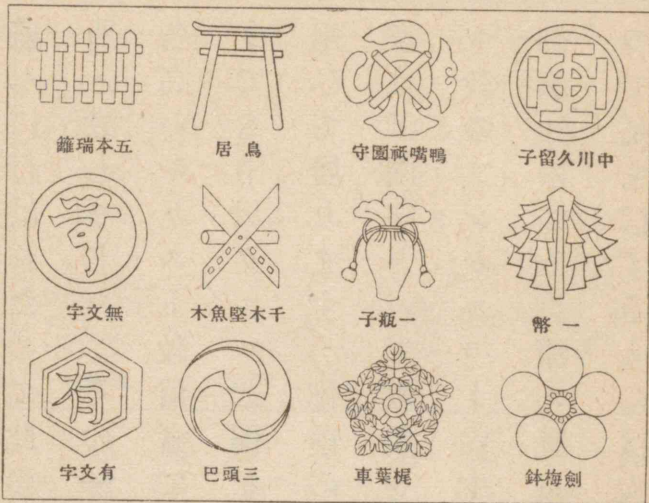 中川久留子
鴨嘴祇園守
鳥居
五本瑞籬
一幣
一瓶子
千木堅魚木
無文字
劍梅鉢
梶葉車
三頭巴
有
有文字